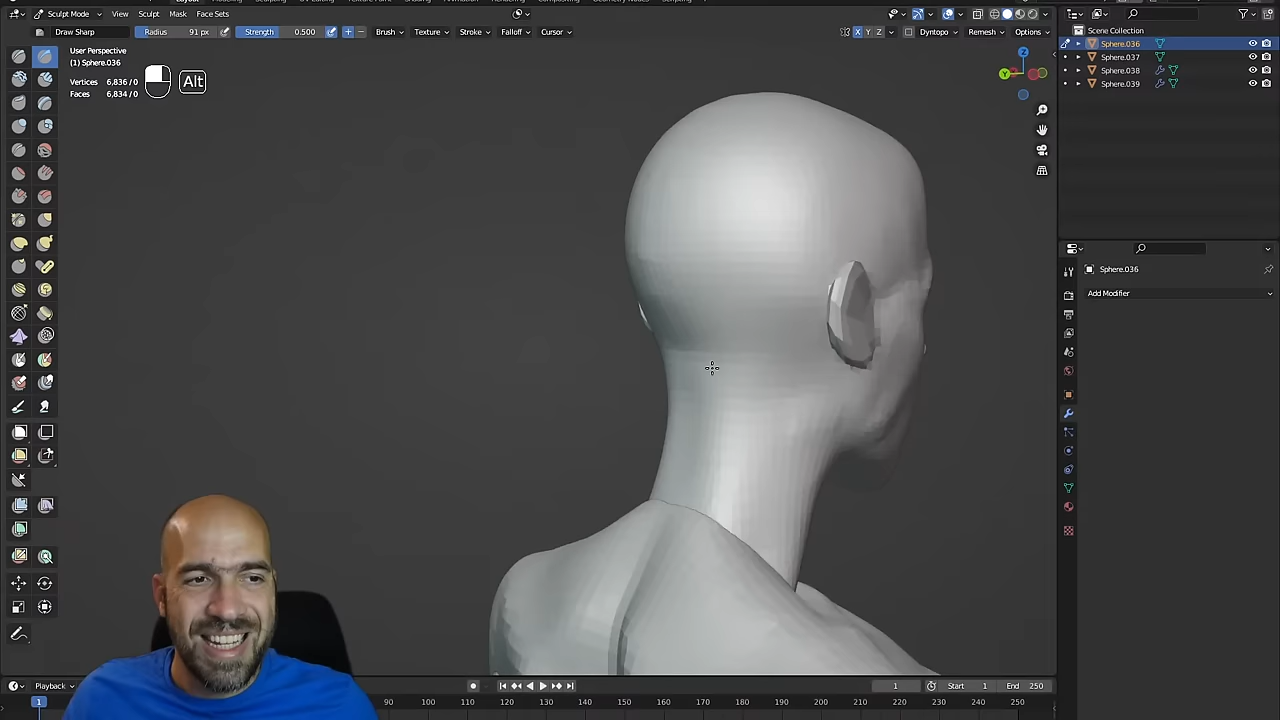 Sculpt Mode View Sculpt Mask Face Sets
Draw Sharp Radius 91 px Strength 0.500 + − Brush Texture Stroke Falloff Cursor X Y Z Dyntopo Remesh Options
User Perspective
(1) Sphere.036
Vertices 6,836 / 0
Faces 6,834 / 0
Alt
Z
Y
Scene Collection
Sphere.036
Sphere.037
Sphere.038
Sphere.039
Sphere.036
Add Modifier
Playback 1 Start 1 End 250
1 90 100 110 120 130 140 150 160 170 180 190 200 210 220 230 240 250